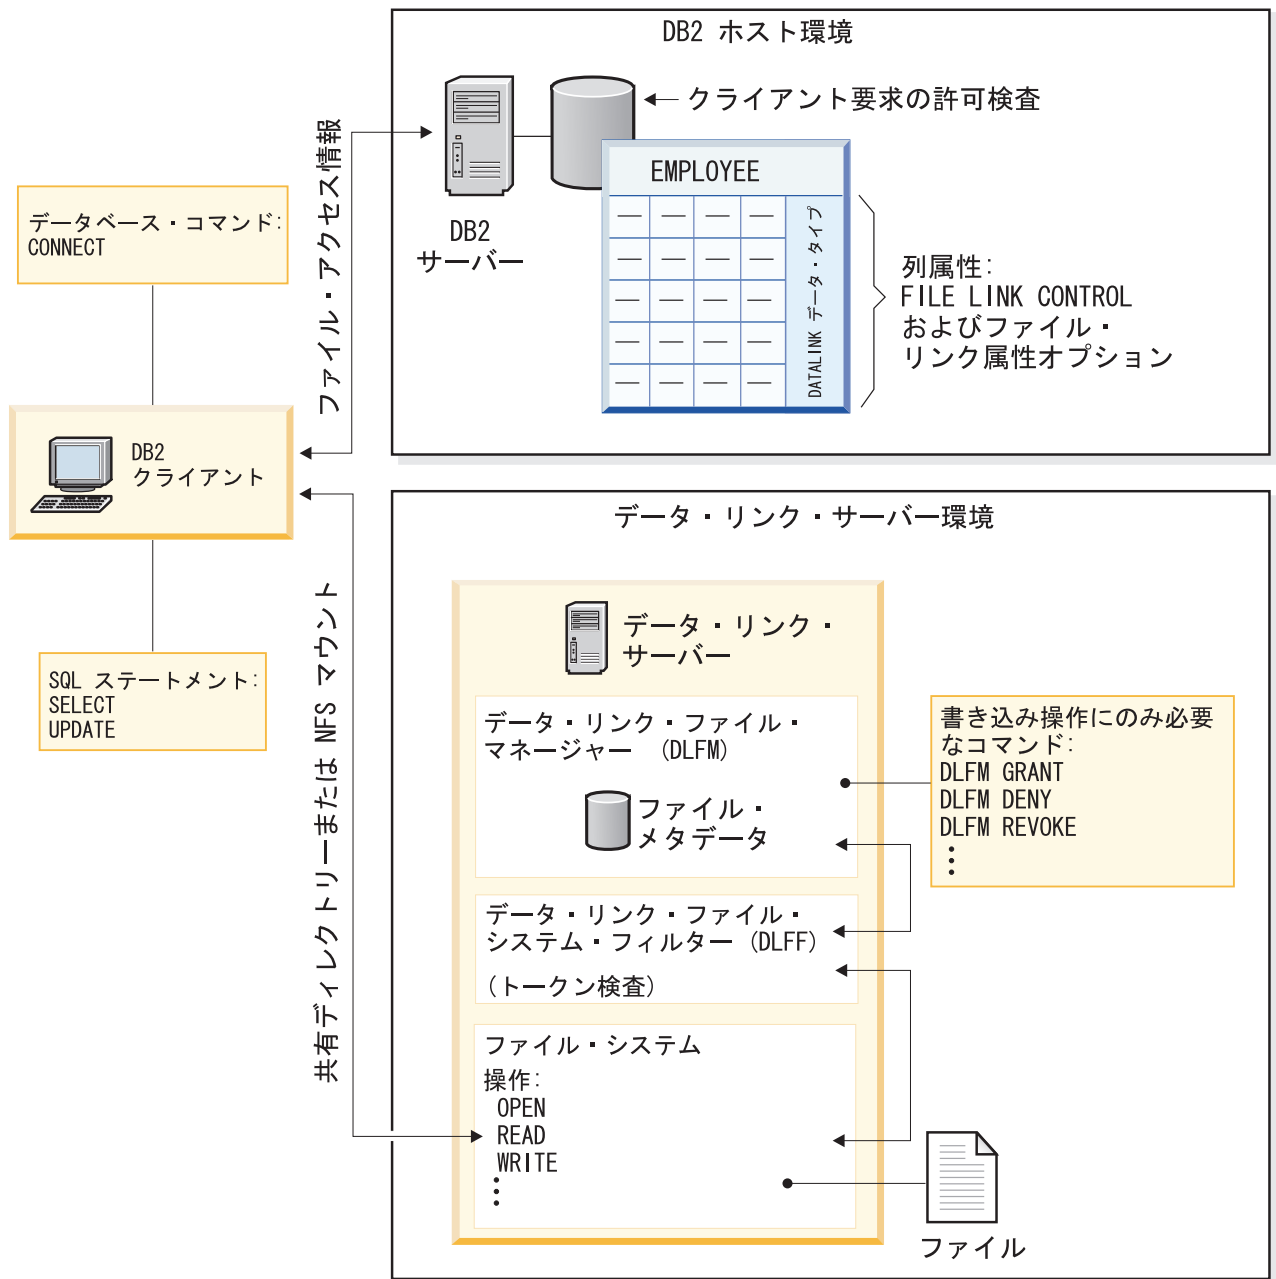 DB2 ホスト環境
クライアント要求の許可検査
EMPLOYEE
DATALINK データ・タイプ
DB2
サーバー
列属性:
FILE LINK CONTROL
およびファイル・
リンク属性オプション
ファイル・アクセス情報
データベース・コマンド:
CONNECT
DB2
クライアント
SQL ステートメント:
SELECT
UPDATE
共有ディレクトリーまたは NFS マウント
データ・リンク・サーバー環境
データ・リンク・
サーバー
データ・リンク・ファイル・
マネージャー (DLFM)
ファイル・
メタデータ
書き込み操作にのみ必要
なコマンド:
DLFM GRANT
DLFM DENY
DLFM REVOKE
⋮
データ・リンク・ファイル・
システム・フィルター (DLFF)
(トークン検査)
ファイル・システム
操作:
OPEN
READ
WRITE
⋮
ファイル